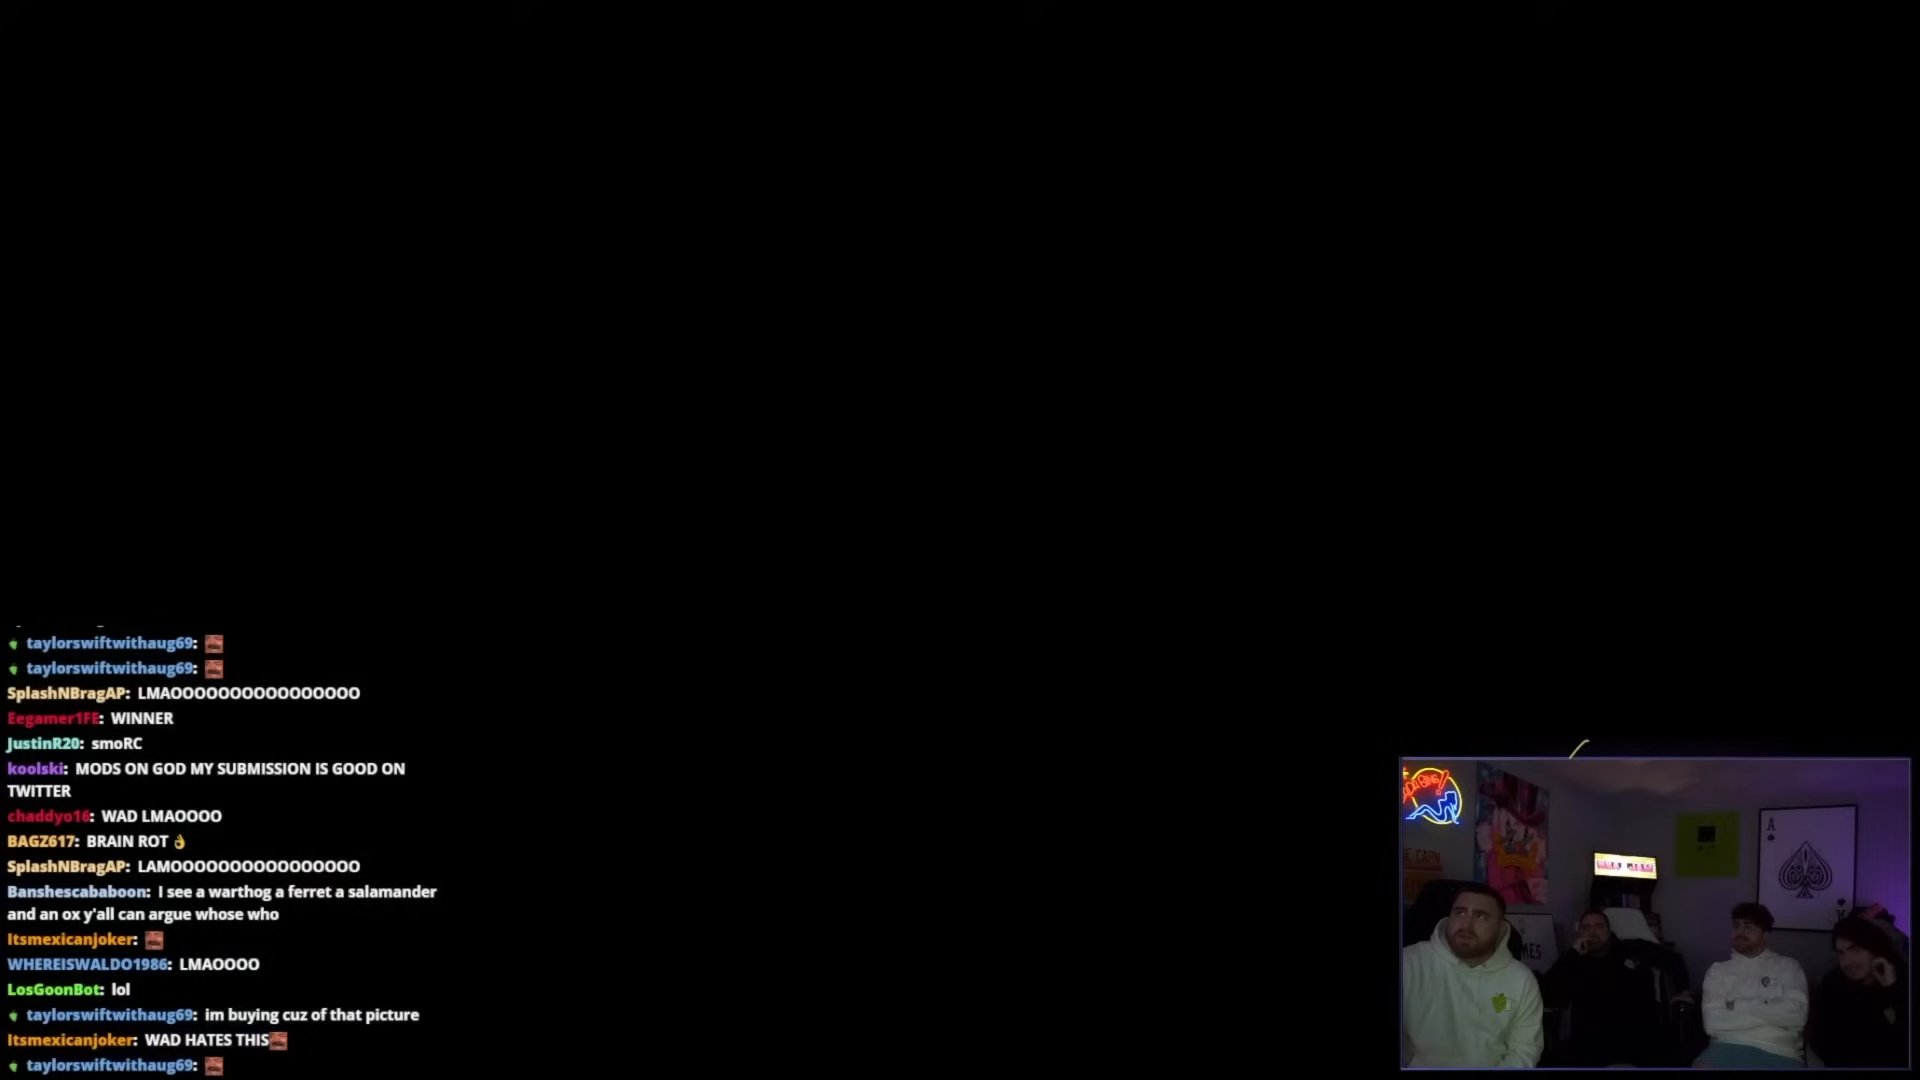 taylorswiftwithaug69:
taylorswiftwithaug69:
SplashNBragAP: LMAOOOOOOOOOOOOOOOO
Eegamer1FE: WINNER
JustinR20: smoRC
koolski: MODS ON GOD MY SUBMISSION IS GOOD ON
TWITTER
chaddyo16: WAD LMAOOOO
BAGZ617: BRAIN ROT 👌
SplashNBragAP: LAMOOOOOOOOOOOOOOOO
Banshescababoon: I see a warthog a ferret a salamander
and an ox y'all can argue whose who
Itsmexicanjoker:
WHEREISWALDO1986: LMAOOOO
LosGoonBot: lol
taylorswiftwithaug69: im buying cuz of that picture
Itsmexicanjoker: WAD HATES THIS
taylorswiftwithaug69:
A